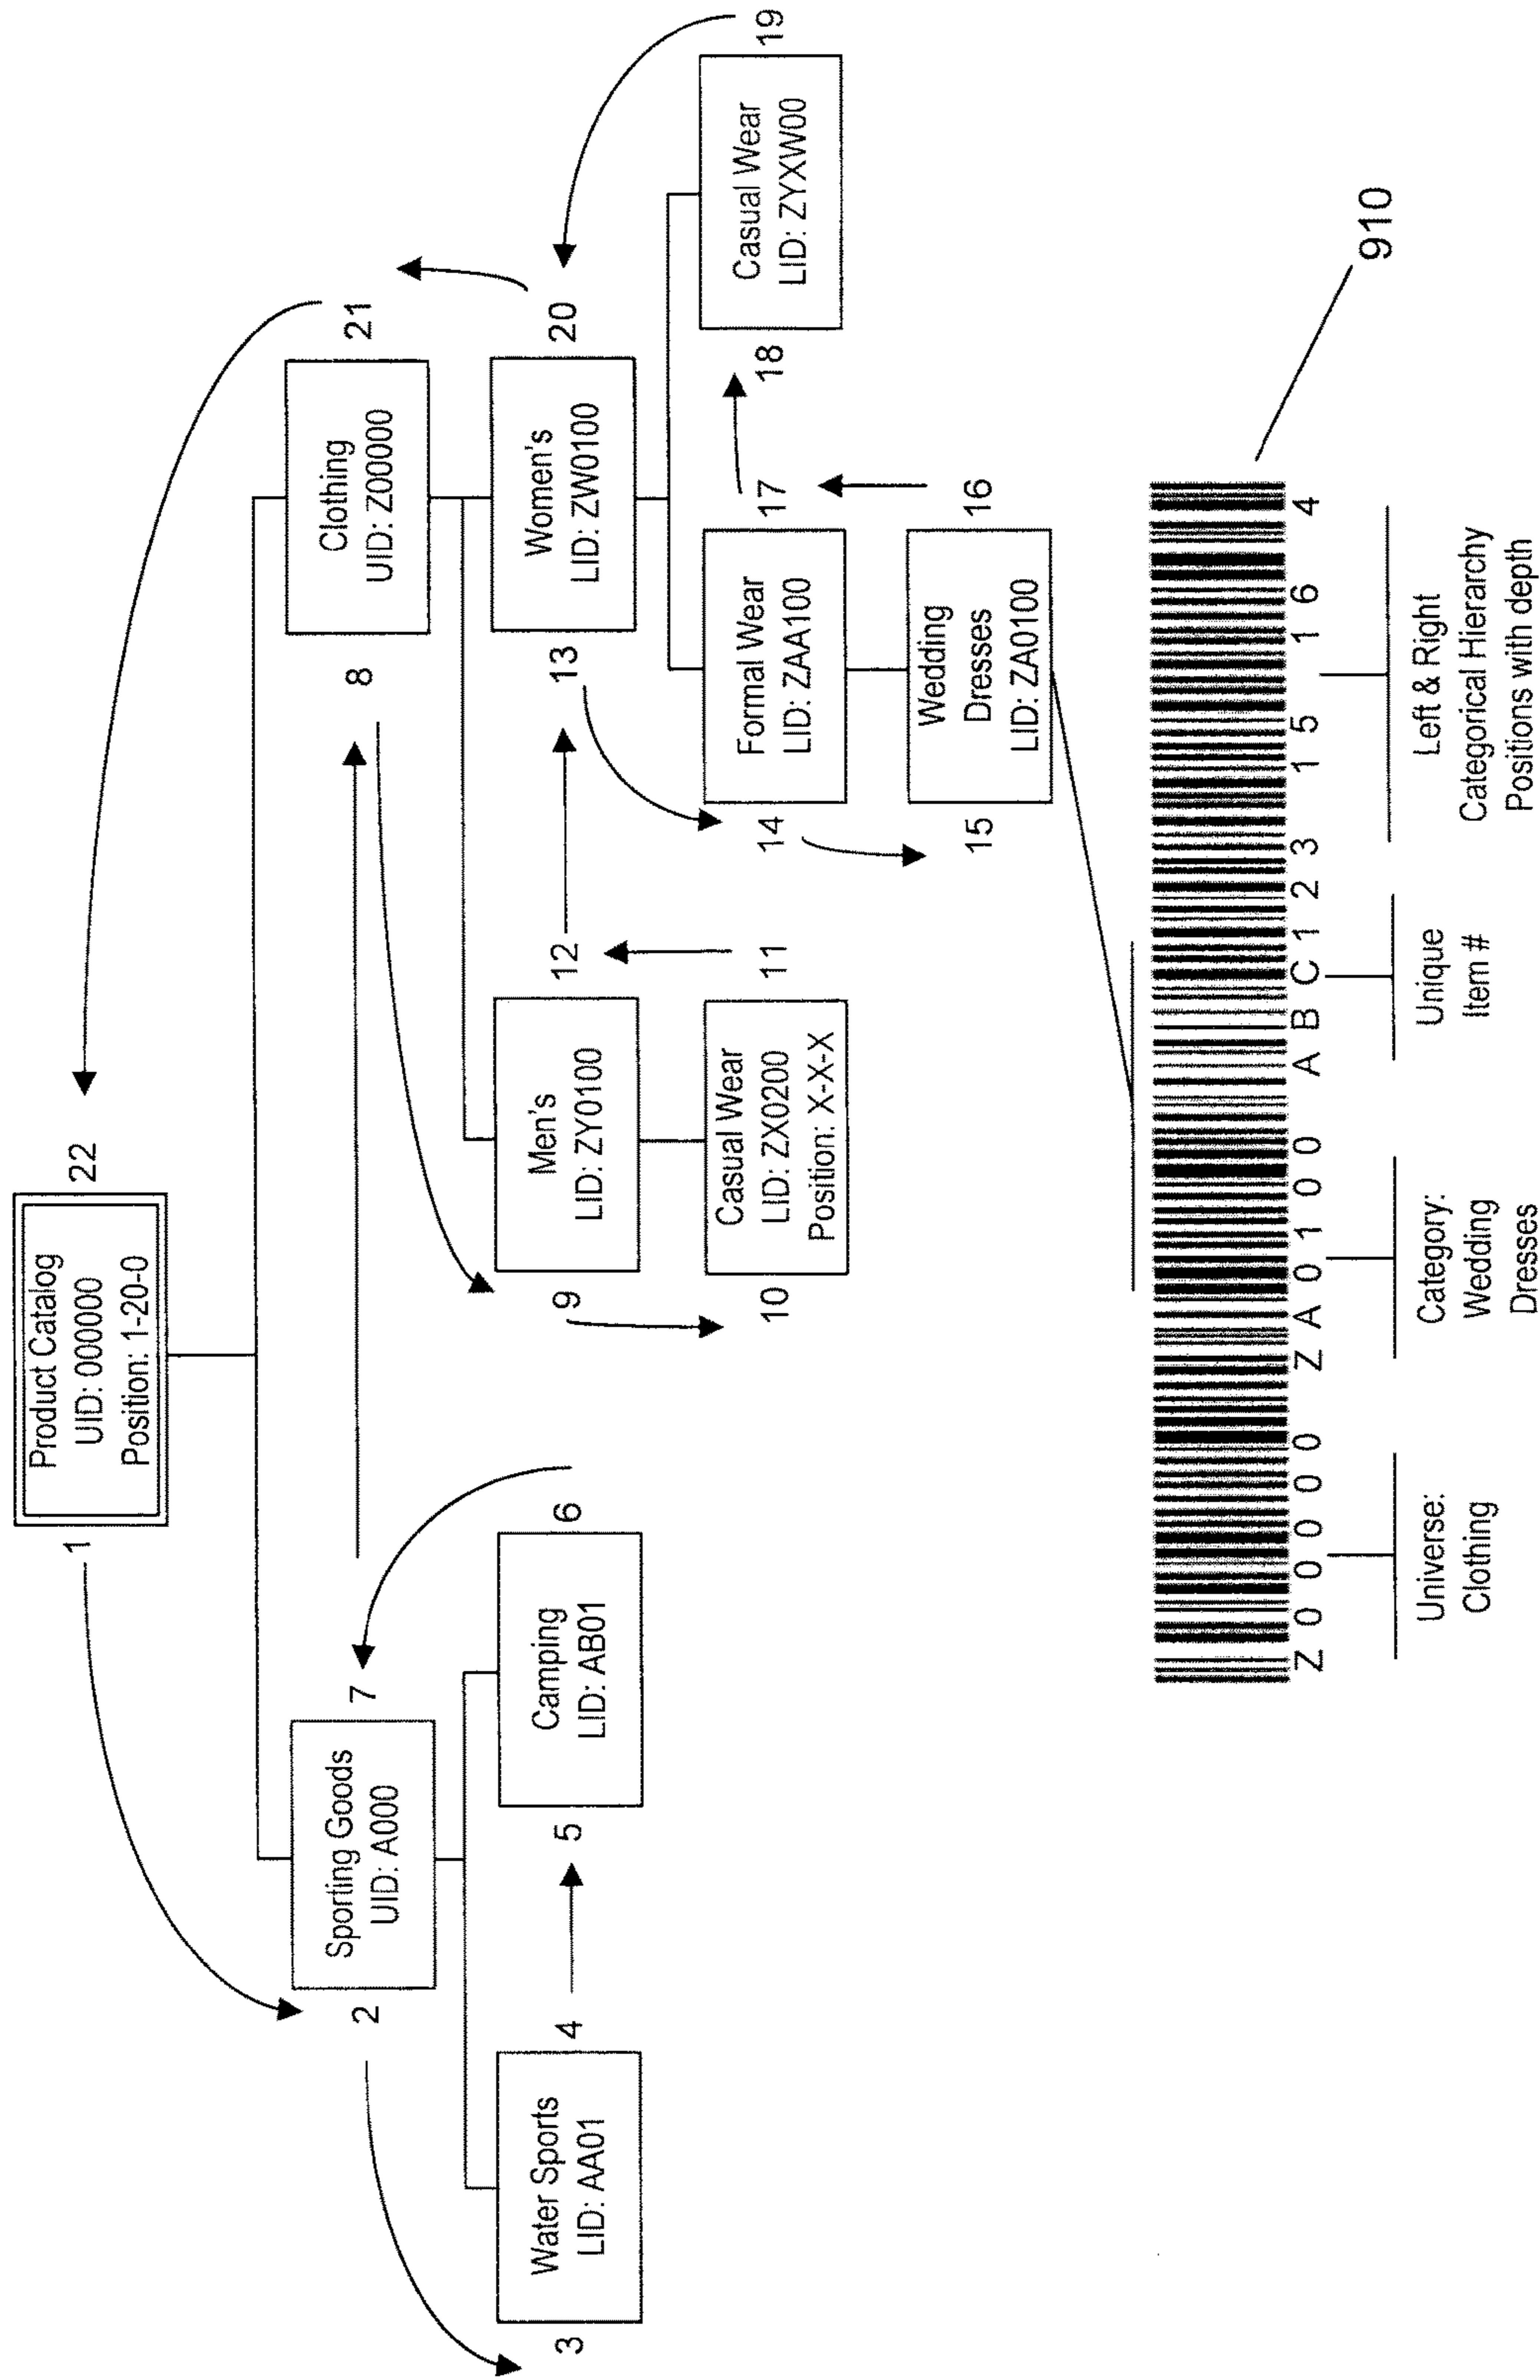 1
Product Catalog
UID: 000000
Position: 1-20-0
22
2
Sporting Goods
UID: A000
7
8
Clothing
UID: Z00000
21
3
Water Sports
LID: AA01
4
5
Camping
LID: AB01
6
9
Men's
LID: ZY0100
12
13
Women's
LID: ZW0100
20
10
Casual Wear
LID: ZX0200
Position: X-X-X
11
14
Formal Wear
LID: ZAA100
17
18
Casual Wear
LID: ZYXW00
19
15
Wedding
Dresses
LID: ZA0100
16
910
Z 0 0 0 0 0 Z A 0 1 0 0 A B C 1 2 3 1 5 1 6 4
Universe:
Clothing
Category:
Wedding
Dresses
Unique
Item #
Left & Right
Categorical Hierarchy
Positions with depth